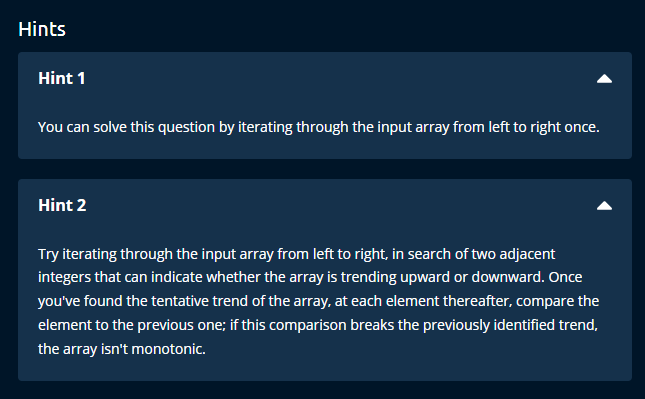 Hints
Hint 1
You can solve this question by iterating through the input array from left to right once.
Hint 2
Try iterating through the input array from left to right, in search of two adjacent
integers that can indicate whether the array is trending upward or downward. Once
you've found the tentative trend of the array, at each element thereafter, compare the
element to the previous one; if this comparison breaks the previously identified trend,
the array isn't monotonic.